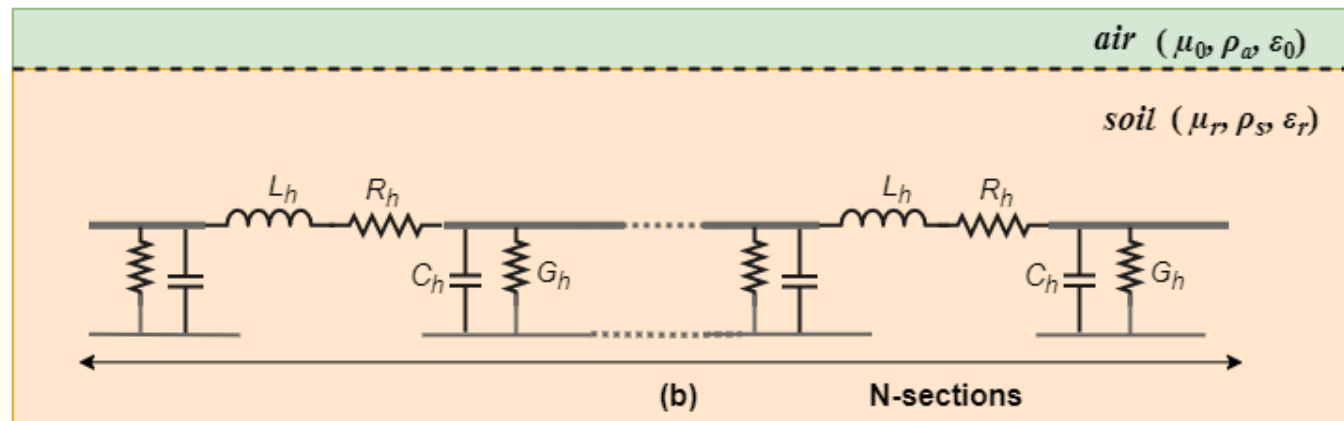 air ( μ₀, ρₐ, ε₀)
soil ( μᵣ, ρₛ, εᵣ)
Lₕ Rₕ Lₕ Rₕ
Cₕ Gₕ Cₕ Gₕ
(b) N-sections